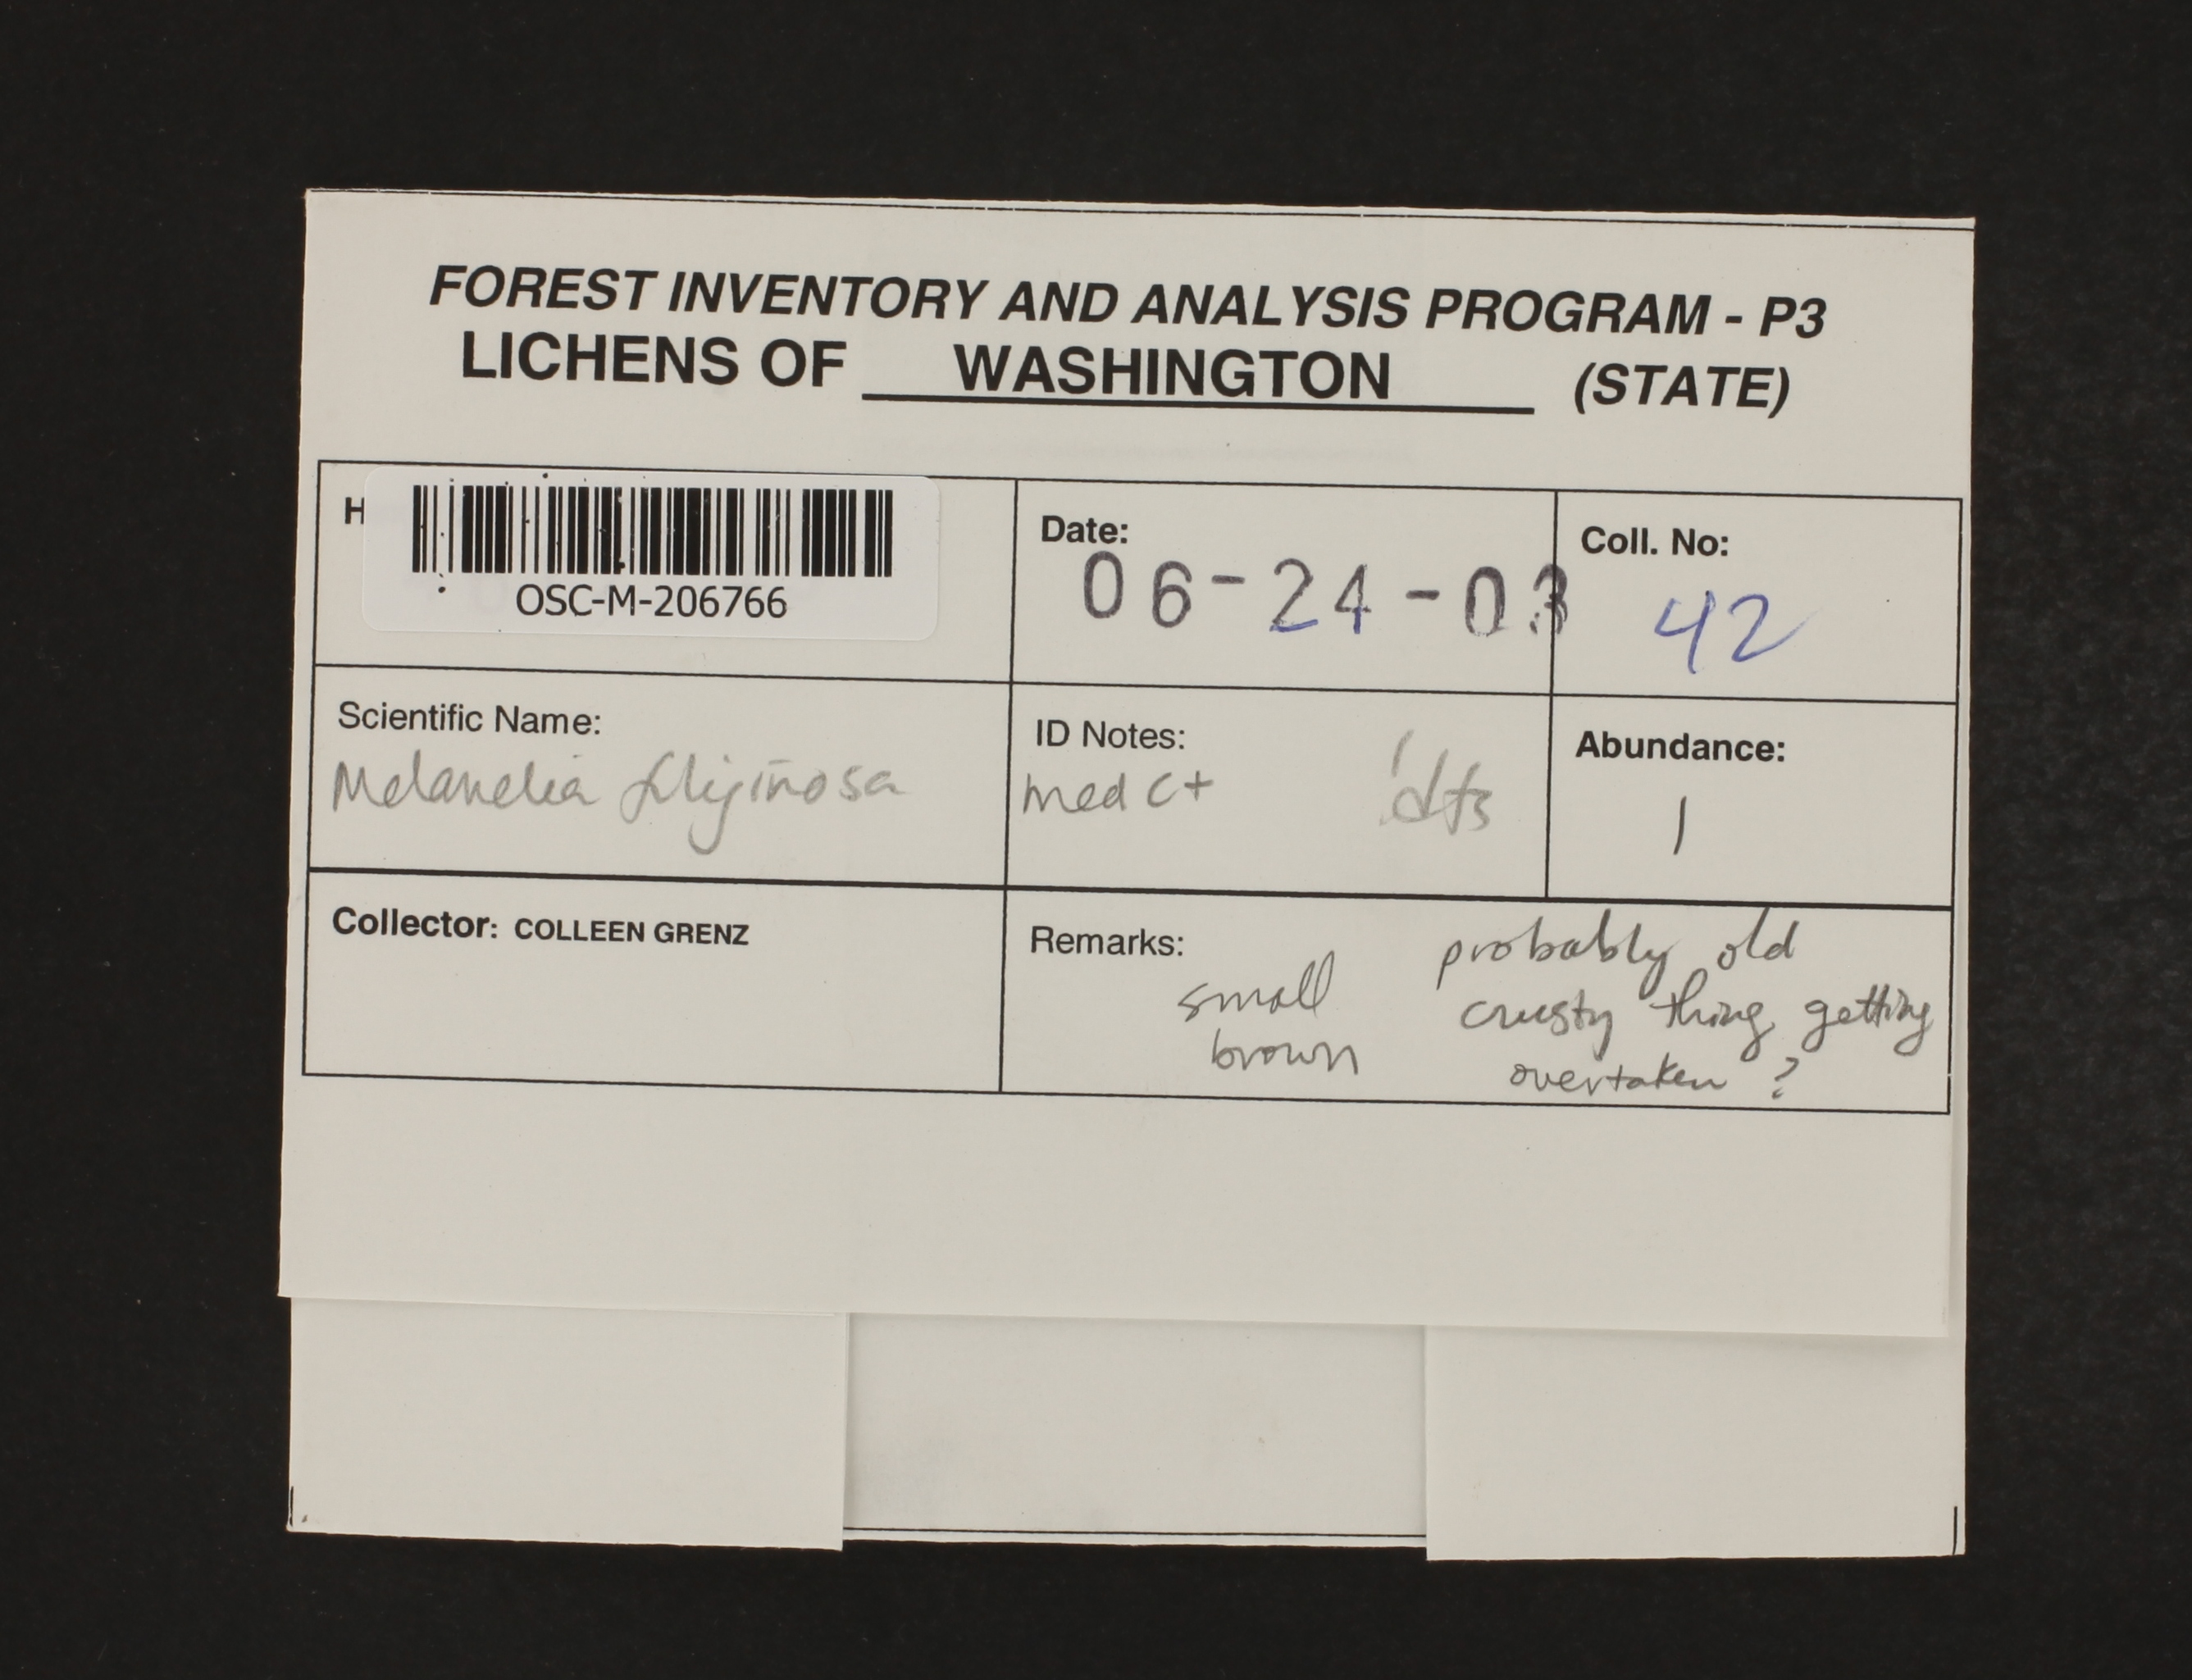 FOREST INVENTORY AND ANALYSIS PROGRAM - P3
LICHENS OF WASHINGTON (STATE)
H
OSC-M-206766
Date:
06-24-03
Coll. No:
42
Scientific Name:
Melanelia fuliginosa
ID Notes:
med C+
Abundance:
1
Collector: COLLEEN GRENZ
Remarks:
small
brown
probably old
crusty thing getting
overtaken ?